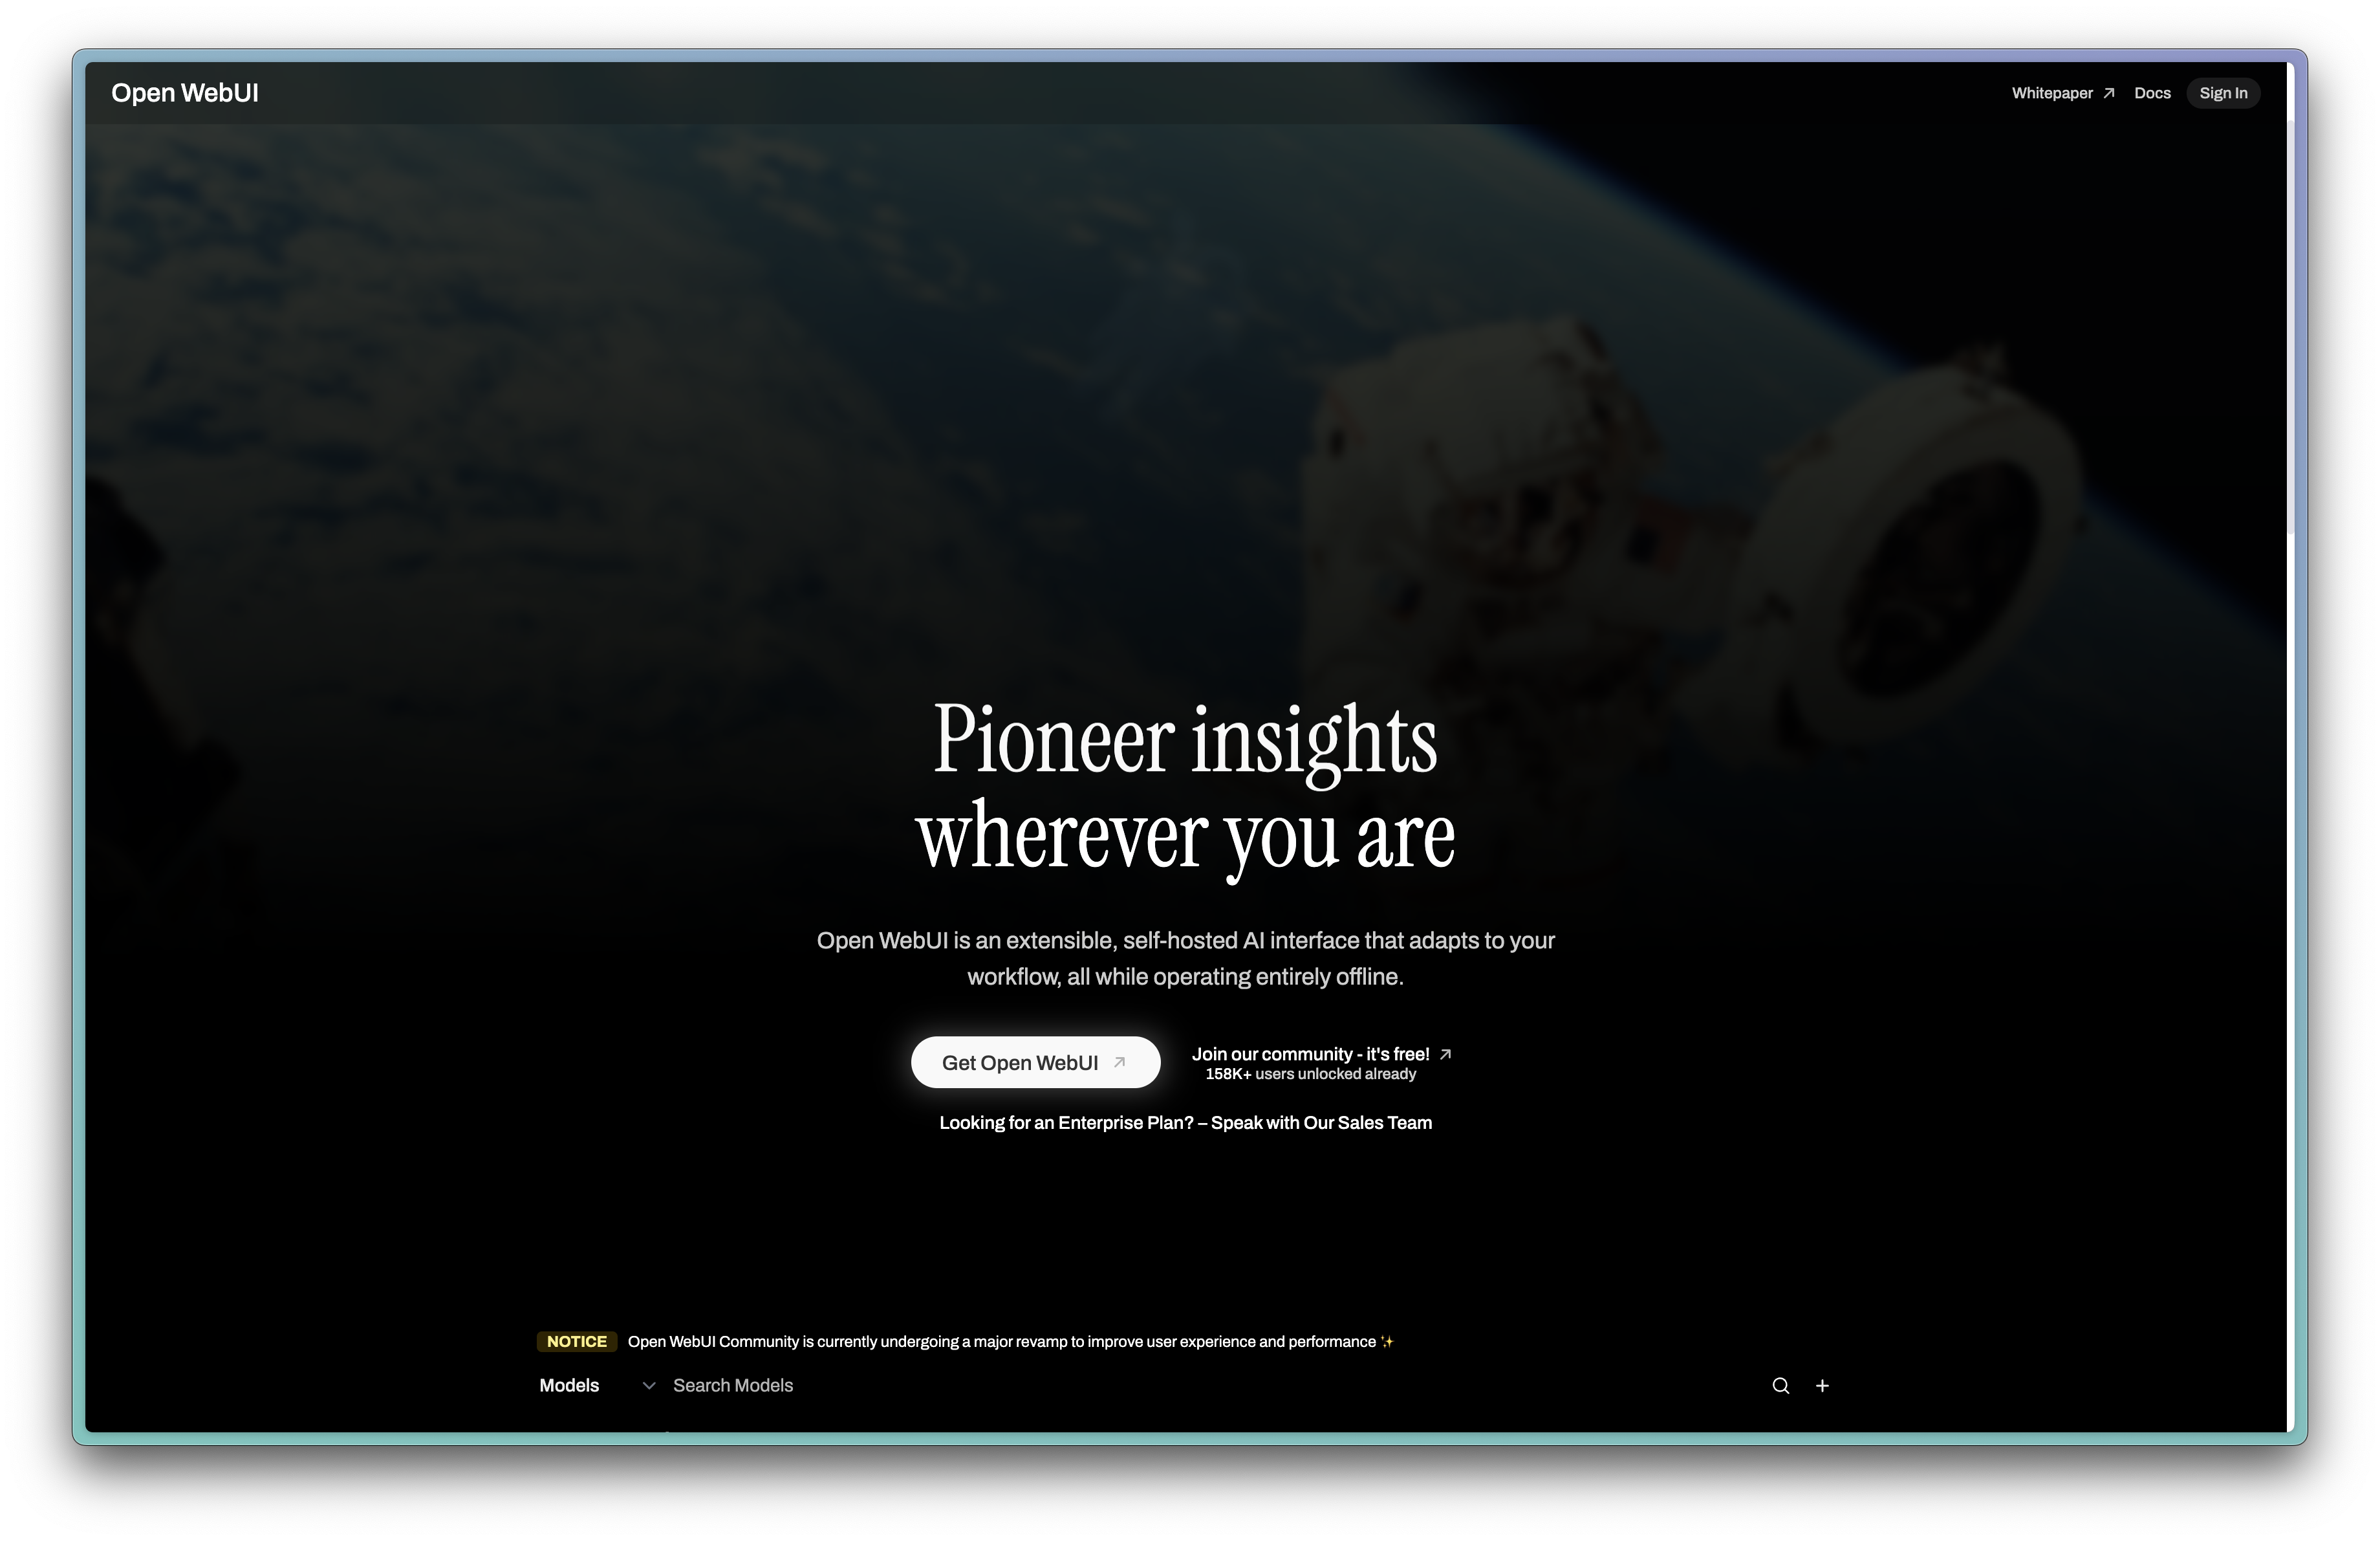 Open WebUI
Whitepaper Docs Sign In
Pioneer insights
wherever you are
Open WebUI is an extensible, self-hosted AI interface that adapts to your
workflow, all while operating entirely offline.
Get Open WebUI
Join our community - it's free!
158K+ users unlocked already
Looking for an Enterprise Plan? – Speak with Our Sales Team
NOTICE Open WebUI Community is currently undergoing a major revamp to improve user experience and performance ✨
Models Search Models